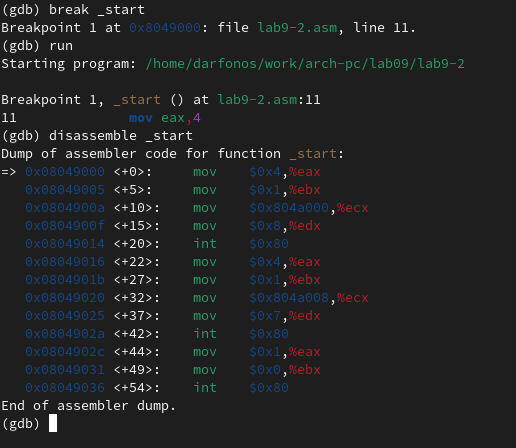 (gdb) break _start
Breakpoint 1 at 0x8049000: file lab9-2.asm, line 11.
(gdb) run
Starting program: /home/darfonos/work/arch-pc/lab09/lab9-2
Breakpoint 1, _start () at lab9-2.asm:11
11              mov eax,4
(gdb) disassemble _start
Dump of assembler code for function _start:
=> 0x08049000 <+0>:     mov    $0x4,%eax
   0x08049005 <+5>:     mov    $0x1,%ebx
   0x0804900a <+10>:    mov    $0x804a000,%ecx
   0x0804900f <+15>:    mov    $0x8,%edx
   0x08049014 <+20>:    int    $0x80
   0x08049016 <+22>:    mov    $0x4,%eax
   0x0804901b <+27>:    mov    $0x1,%ebx
   0x08049020 <+32>:    mov    $0x804a008,%ecx
   0x08049025 <+37>:    mov    $0x7,%edx
   0x0804902a <+42>:    int    $0x80
   0x0804902c <+44>:    mov    $0x1,%eax
   0x08049031 <+49>:    mov    $0x0,%ebx
   0x08049036 <+54>:    int    $0x80
End of assembler dump.
(gdb)